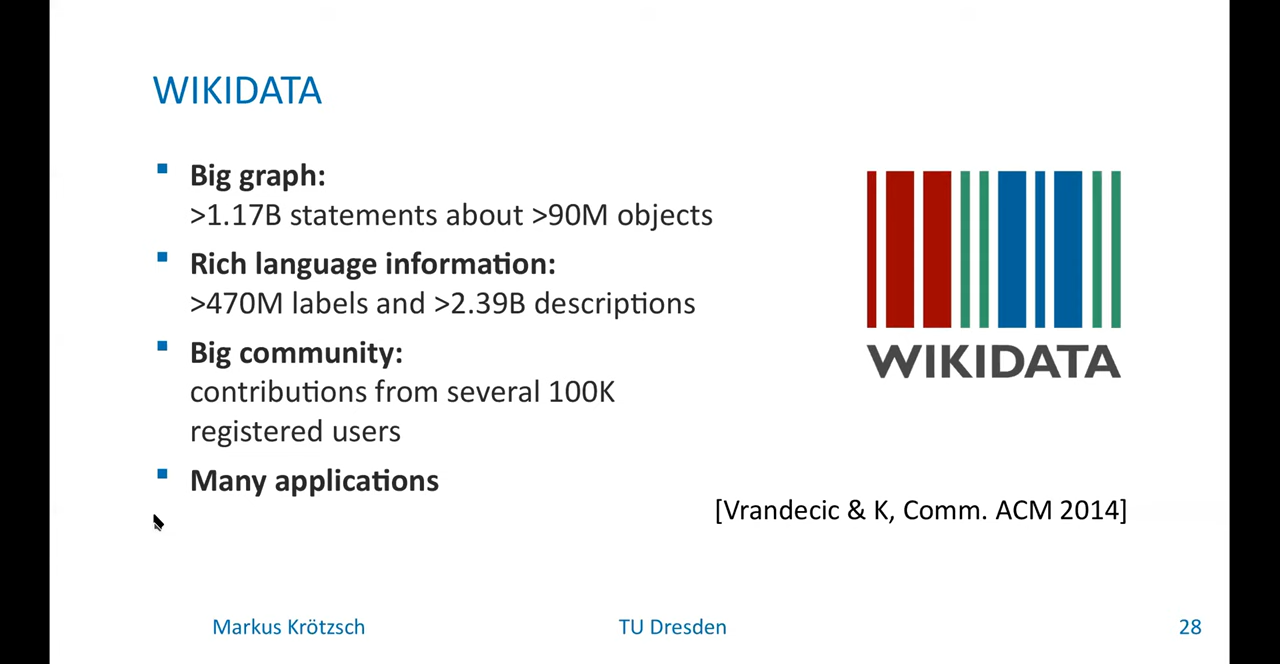 WIKIDATA
Big graph:
>1.17B statements about >90M objects
Rich language information:
>470M labels and >2.39B descriptions
Big community:
contributions from several 100K
registered users
Many applications
WIKIDATA
[Vrandecic & K, Comm. ACM 2014]
Markus Krötzsch
TU Dresden
28